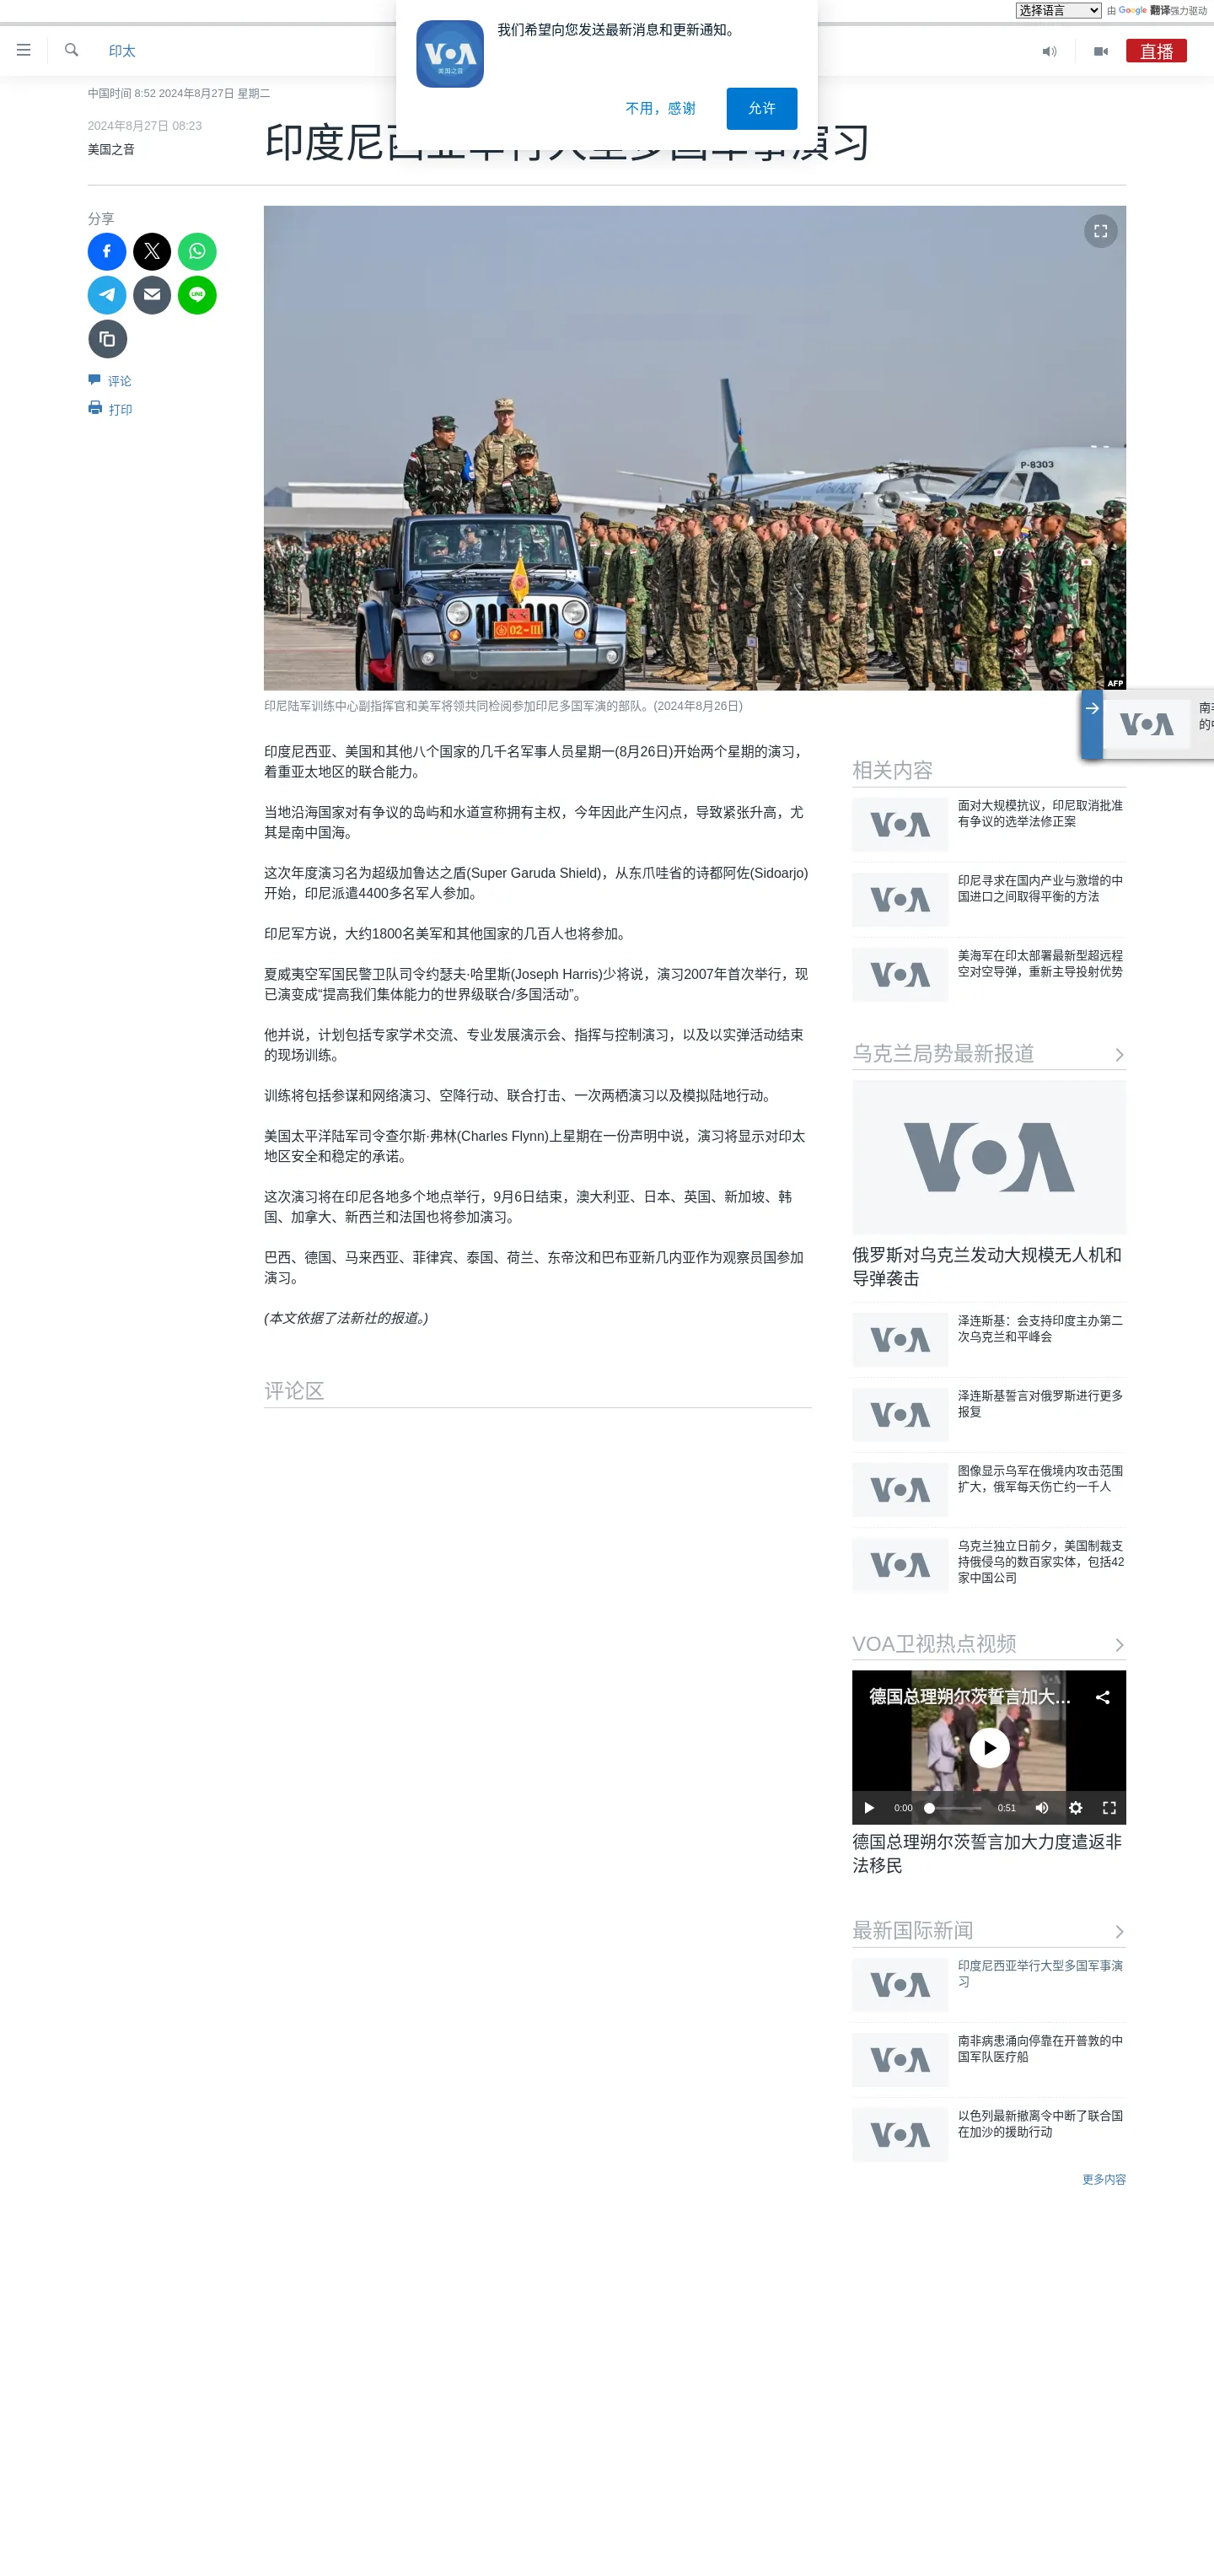 选择语言
由 Google 翻译强力驱动
我们希望向您发送最新消息和更新通知。
VOA
美国之音
不用，感谢
允许
印太
直播
中国时间 8:52 2024年8月27日 星期二
2024年8月27日 08:23
美国之音
印度尼西亚举行大型多国军事演习
分享
LINE
评论
打印
P-8303
02-III
AFP
印尼陆军训练中心副指挥官和美军将领共同检阅参加印尼多国军演的部队。(2024年8月26日)
印度尼西亚、美国和其他八个国家的几千名军事人员星期一(8月26日)开始两个星期的演习，
着重亚太地区的联合能力。
当地沿海国家对有争议的岛屿和水道宣称拥有主权，今年因此产生闪点，导致紧张升高，尤
其是南中国海。
这次年度演习名为超级加鲁达之盾(Super Garuda Shield)，从东爪哇省的诗都阿佐(Sidoarjo)
开始，印尼派遣4400多名军人参加。
印尼军方说，大约1800名美军和其他国家的几百人也将参加。
夏威夷空军国民警卫队司令约瑟夫·哈里斯(Joseph Harris)少将说，演习2007年首次举行，现
已演变成“提高我们集体能力的世界级联合/多国活动”。
他并说，计划包括专家学术交流、专业发展演示会、指挥与控制演习，以及以实弹活动结束
的现场训练。
训练将包括参谋和网络演习、空降行动、联合打击、一次两栖演习以及模拟陆地行动。
美国太平洋陆军司令查尔斯·弗林(Charles Flynn)上星期在一份声明中说，演习将显示对印太
地区安全和稳定的承诺。
这次演习将在印尼各地多个地点举行，9月6日结束，澳大利亚、日本、英国、新加坡、韩
国、加拿大、新西兰和法国也将参加演习。
巴西、德国、马来西亚、菲律宾、泰国、荷兰、东帝汶和巴布亚新几内亚作为观察员国参加
演习。
(本文依据了法新社的报道。)
评论区
VOA
南非
的中
相关内容
VOA
面对大规模抗议，印尼取消批准
有争议的选举法修正案
VOA
印尼寻求在国内产业与激增的中
国进口之间取得平衡的方法
VOA
美海军在印太部署最新型超远程
空对空导弹，重新主导投射优势
乌克兰局势最新报道
VOA
俄罗斯对乌克兰发动大规模无人机和
导弹袭击
VOA
泽连斯基：会支持印度主办第二
次乌克兰和平峰会
VOA
泽连斯基誓言对俄罗斯进行更多
报复
VOA
图像显示乌军在俄境内攻击范围
扩大，俄军每天伤亡约一千人
VOA
乌克兰独立日前夕，美国制裁支
持俄侵乌的数百家实体，包括42
家中国公司
VOA卫视热点视频
德国总理朔尔茨誓言加大...
0:00
0:51
德国总理朔尔茨誓言加大力度遣返非
法移民
最新国际新闻
VOA
印度尼西亚举行大型多国军事演
习
VOA
南非病患涌向停靠在开普敦的中
国军队医疗船
VOA
以色列最新撤离令中断了联合国
在加沙的援助行动
更多内容